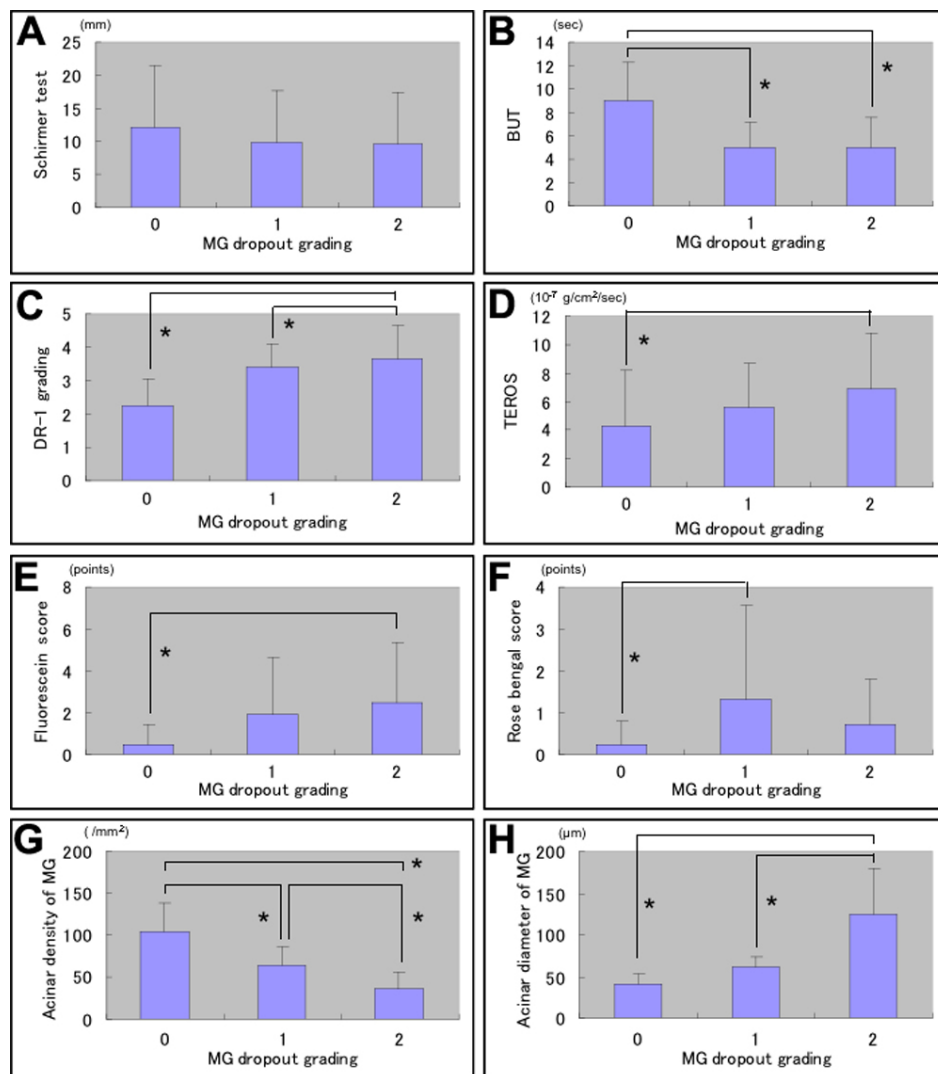 A
(mm)
Schirmer test
25
20
15
10
5
0
0 1 2
MG dropout grading
B
(sec)
BUT
14
12
10
8
6
4
2
0
*
*
0 1 2
MG dropout grading
C
DR-1 grading
5
4
3
2
1
0
*
*
0 1 2
MG dropout grading
D
(10⁻⁷ g/cm²/sec)
TEROS
12
10
8
6
4
2
0
*
0 1 2
MG dropout grading
E
(points)
Fluorescein score
8
6
4
2
0
*
0 1 2
MG dropout grading
F
(points)
Rose bengal score
4
3
2
1
0
*
0 1 2
MG dropout grading
G
( /mm²)
Acinar density of MG
200
150
100
50
0
*
*
*
0 1 2
MG dropout grading
H
(µm)
Acinar diameter of MG
200
150
100
50
0
*
*
0 1 2
MG dropout grading